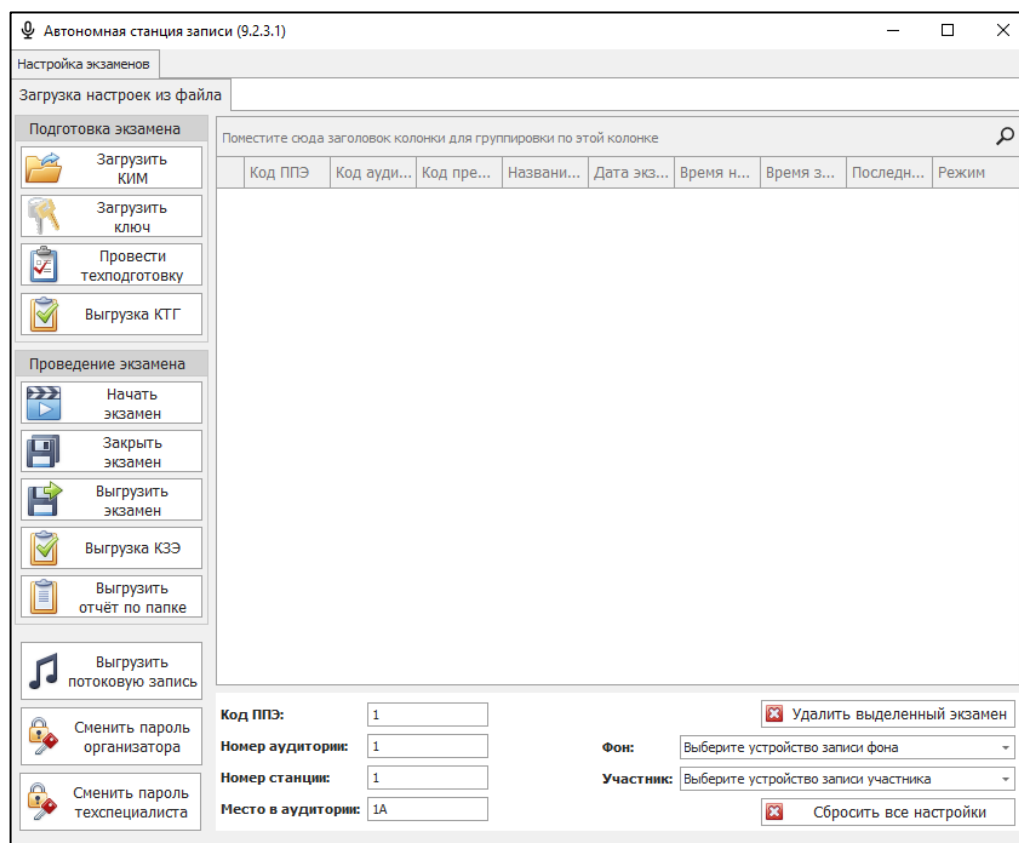 Автономная станция записи (9.2.3.1)
Настройка экзаменов
Загрузка настроек из файла
Подготовка экзамена
Загрузить
КИМ
Загрузить
ключ
Провести
техподготовку
Выгрузка КТГ
Проведение экзамена
Начать
экзамен
Закрыть
экзамен
Выгрузить
экзамен
Выгрузка КЗЭ
Выгрузить
отчёт по папке
Выгрузить
потоковую запись
Сменить пароль
организатора
Сменить пароль
техспециалиста
Поместите сюда заголовок колонки для группировки по этой колонке
Код ППЭ Код ауди... Код пре... Названи... Дата экз... Время н... Время з... Последн... Режим
Код ППЭ: 1
Номер аудитории: 1
Номер станции: 1
Место в аудитории: 1А
Удалить выделенный экзамен
Фон: Выберите устройство записи фона
Участник: Выберите устройство записи участника
Сбросить все настройки